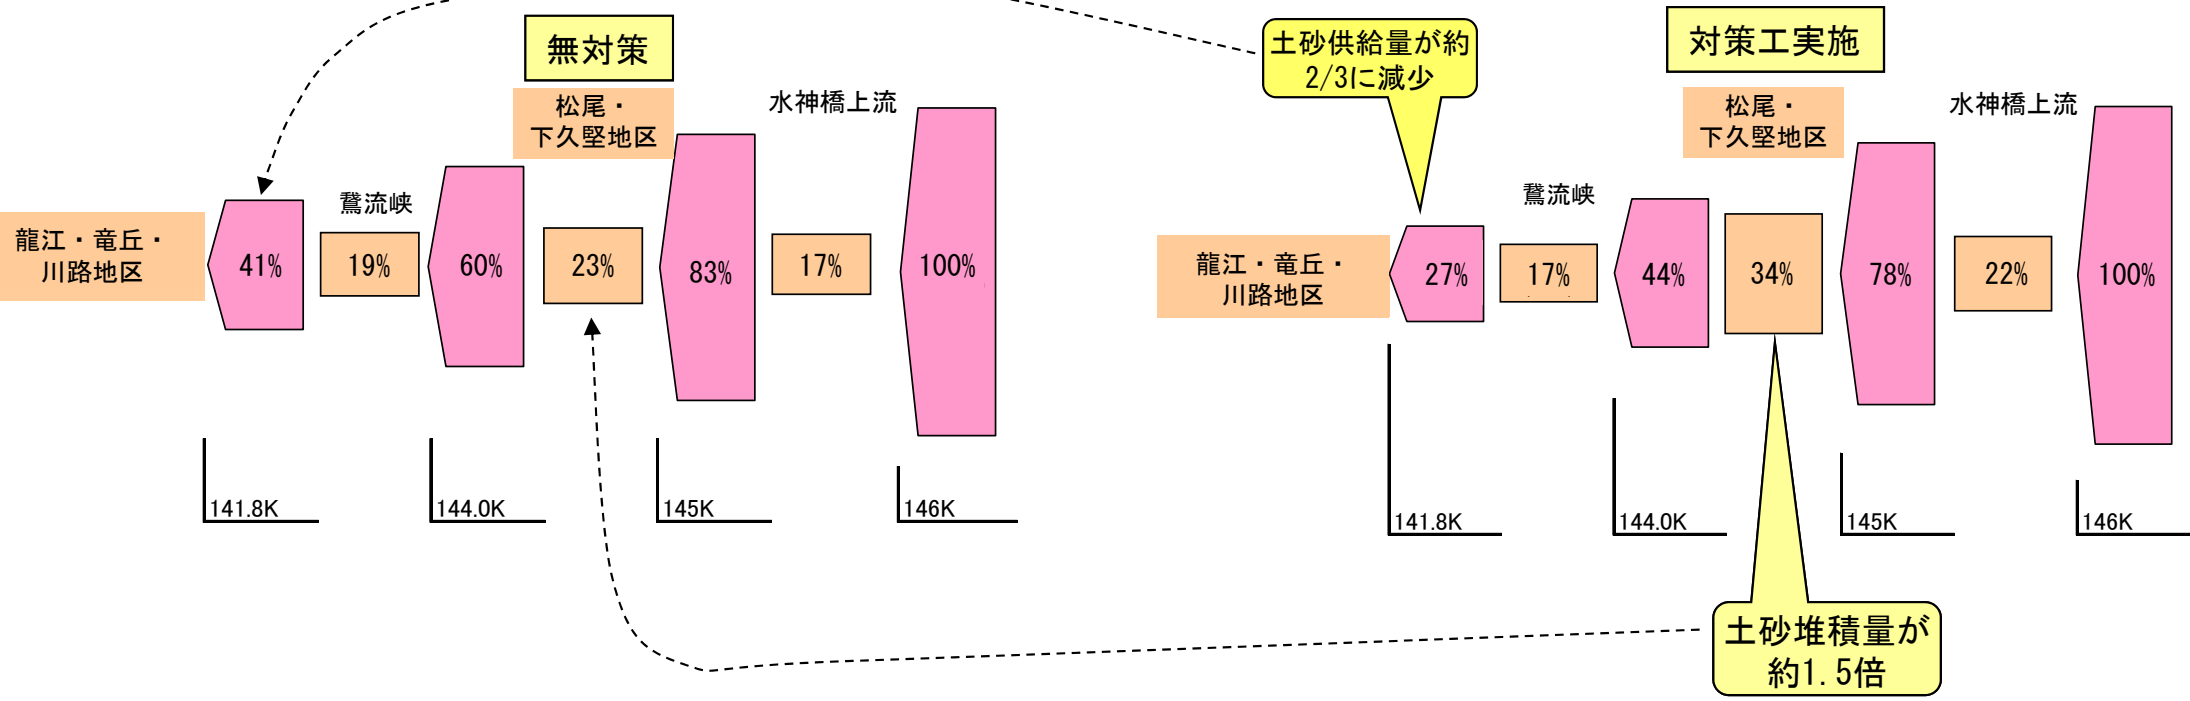 無対策
松尾・
下久堅地区
水神橋上流
鵞流峡
龍江・竜丘・
川路地区
41%
19%
60%
23%
83%
17%
100%
141.8K
144.0K
145K
146K
土砂供給量が約
2/3に減少
対策工実施
松尾・
下久堅地区
水神橋上流
鵞流峡
龍江・竜丘・
川路地区
27%
17%
44%
34%
78%
22%
100%
141.8K
144.0K
145K
146K
土砂堆積量が
約1.5倍